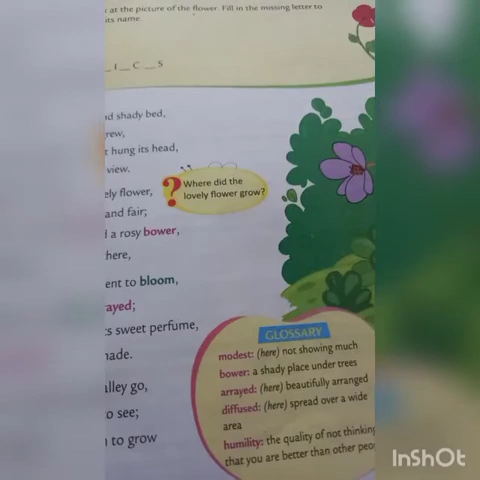 at the picture of the flower. Fill in the missing letter to
its name.
_ I _ C _ S
d shady bed,
rew,
t hung its head,
view.
ely flower,
and fair;
a rosy bower,
here,
ent to bloom,
ayed;
s sweet perfume,
hade.
alley go,
o see;
to grow
?
Where did the
lovely flower grow?
GLOSSARY
modest: (here) not showing much
bower: a shady place under trees
arrayed: (here) beautifully arranged
diffused: (here) spread over a wide
area
humility: the quality of not thinking
that you are better than other peo
InShOt